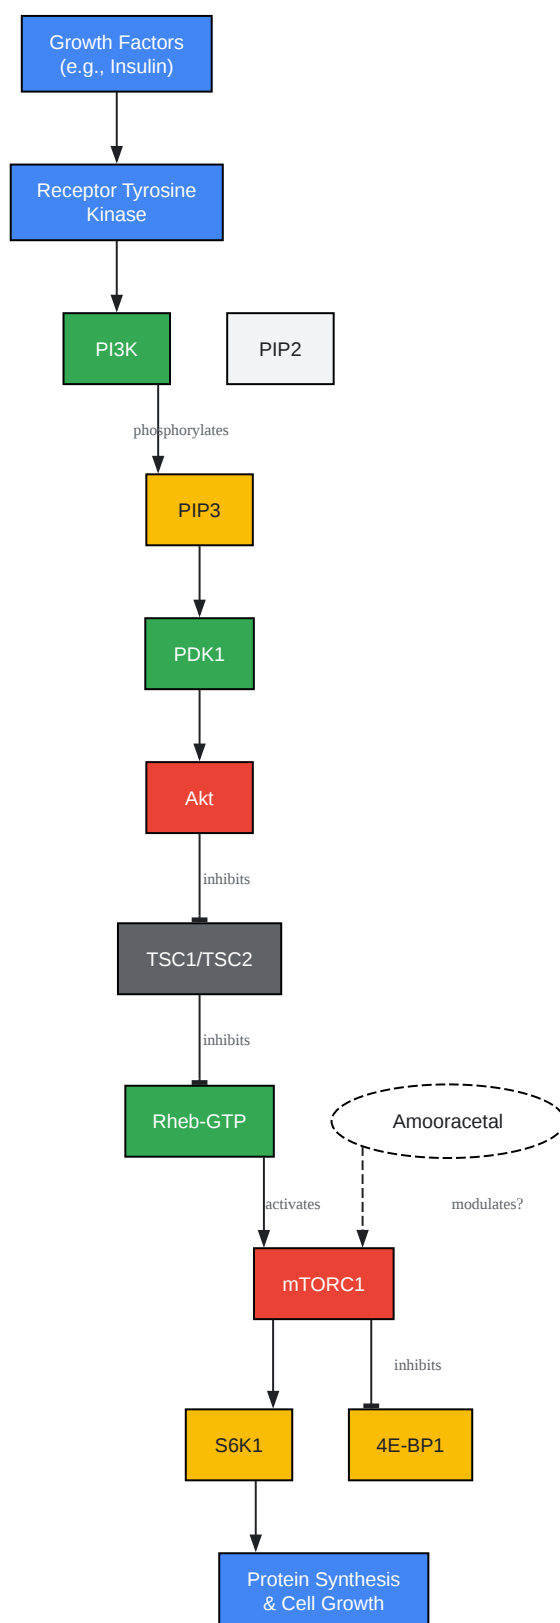 Growth Factors
(e.g., Insulin)
Receptor Tyrosine
Kinase
PI3K
PIP2
phosphorylates
PIP3
PDK1
Akt
inhibits
TSC1/TSC2
inhibits
Rheb-GTP
Amooracetal
activates
modulates?
mTORC1
inhibits
S6K1
4E-BP1
Protein Synthesis
& Cell Growth